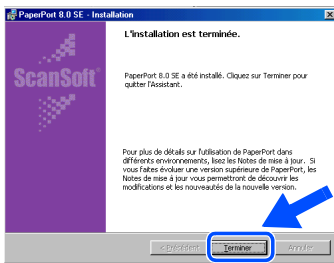 PaperPort 8.0 SE - Installation
L'installation est terminée.
ScanSoft
PaperPort 8.0 SE a été installé. Cliquez sur Terminer pour
quitter l'Assistant.
Pour plus de détails sur l'utilisation de PaperPort dans
différents environnements, lisez les Notes de mise à jour. Si
vous faites évoluer une version supérieure de PaperPort, les
Notes de mise à jour vous permettront de découvrir les
modifications et les nouveautés de la nouvelle version.
< Précédent Terminer Annuler